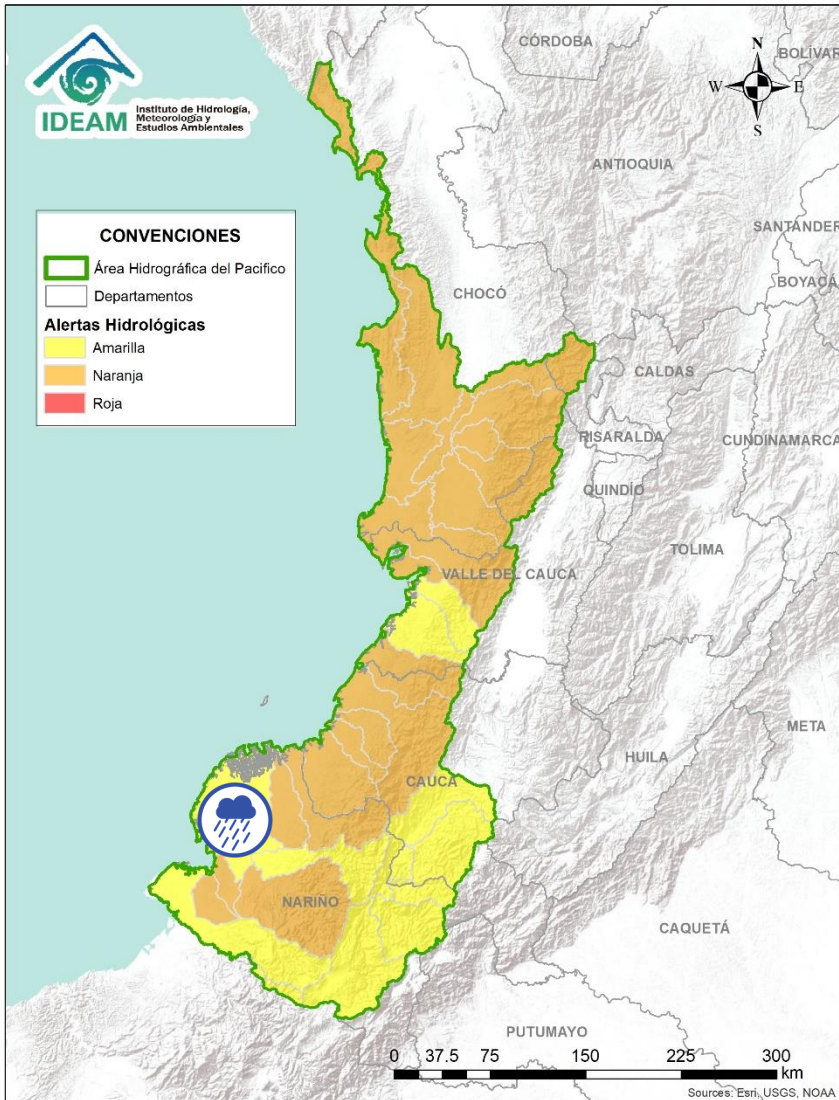 IDEAM
Instituto de Hidrología,
Meteorología y
Estudios Ambientales
CONVENCIONES
Área Hidrográfica del Pacifico
Departamentos
Alertas Hidrológicas
Amarilla
Naranja
Roja
N
W
E
S
CÓRDOBA
BOLÍVAR
ANTIOQUIA
SANTANDER
BOYACÁ
CHOCÓ
CALDAS
RISARALDA
CUNDINAMARCA
QUINDÍO
TOLIMA
VALLE DEL CAUCA
META
HUILA
CAUCA
NARIÑO
CAQUETÁ
PUTUMAYO
0 37.5 75 150 225 300
km
Sources: Esri, USGS, NOAA